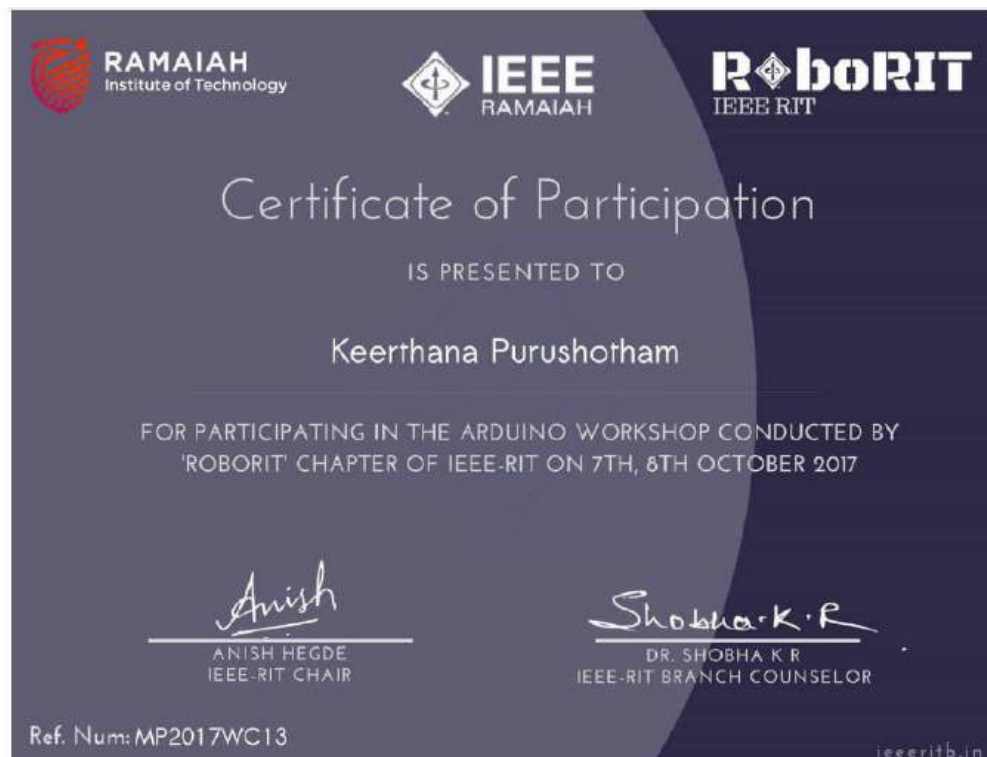 RAMAIAH
Institute of Technology
IEEE
RAMAIAH
RoboRIT
IEEE RIT
Certificate of Participation
IS PRESENTED TO
Keerthana Purushotham
FOR PARTICIPATING IN THE ARDUINO WORKSHOP CONDUCTED BY
'ROBORIT' CHAPTER OF IEEE-RIT ON 7TH, 8TH OCTOBER 2017
Anish
ANISH HEGDE
IEEE-RIT CHAIR
Shobha.K.R
DR. SHOBHA K R
IEEE-RIT BRANCH COUNSELOR
Ref. Num: MP2017WC13
ieeeritb.in